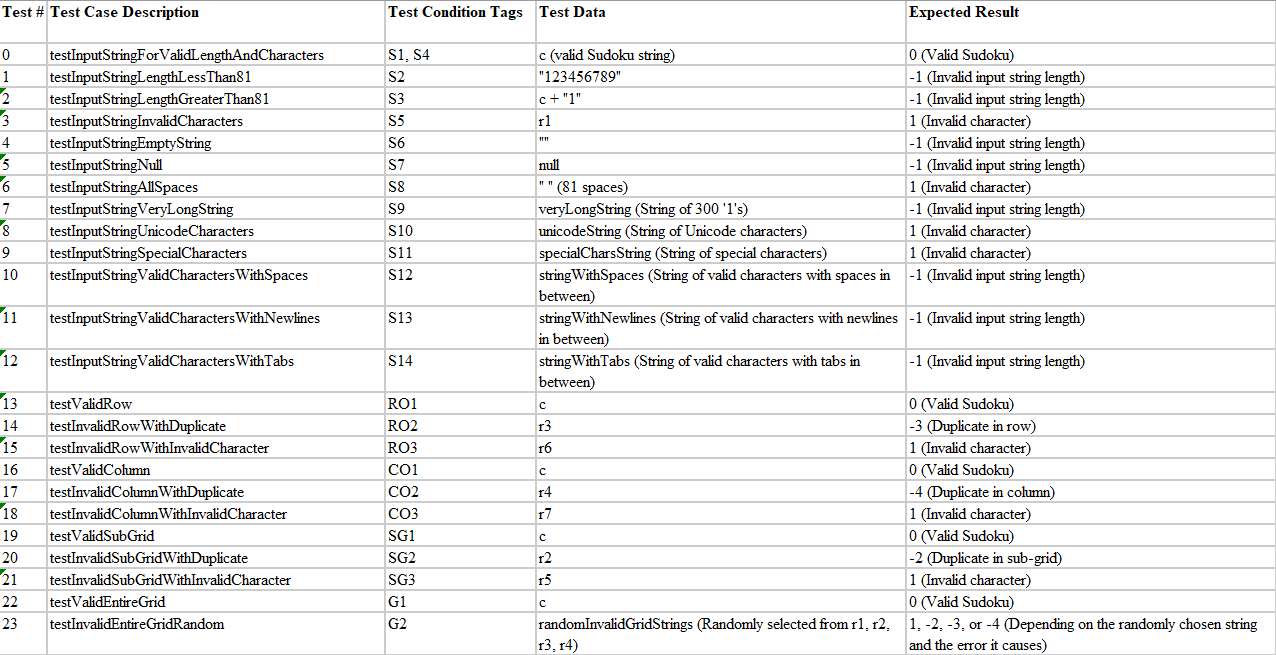 Test # Test Case Description Test Condition Tags Test Data Expected Result
0 testInputStringForValidLengthAndCharacters S1, S4 c (valid Sudoku string) 0 (Valid Sudoku)
1 testInputStringLengthLessThan81 S2 "123456789" -1 (Invalid input string length)
2 testInputStringLengthGreaterThan81 S3 c + "1" -1 (Invalid input string length)
3 testInputStringInvalidCharacters S5 r1 1 (Invalid character)
4 testInputStringEmptyString S6 "" -1 (Invalid input string length)
5 testInputStringNull S7 null -1 (Invalid input string length)
6 testInputStringAllSpaces S8 " " (81 spaces) 1 (Invalid character)
7 testInputStringVeryLongString S9 veryLongString (String of 300 '1's) -1 (Invalid input string length)
8 testInputStringUnicodeCharacters S10 unicodeString (String of Unicode characters) 1 (Invalid character)
9 testInputStringSpecialCharacters S11 specialCharsString (String of special characters) 1 (Invalid character)
10 testInputStringValidCharactersWithSpaces S12 stringWithSpaces (String of valid characters with spaces in -1 (Invalid input string length)
between)
11 testInputStringValidCharactersWithNewlines S13 stringWithNewlines (String of valid characters with newlines -1 (Invalid input string length)
in between)
12 testInputStringValidCharactersWithTabs S14 stringWithTabs (String of valid characters with tabs in -1 (Invalid input string length)
between)
13 testValidRow RO1 c 0 (Valid Sudoku)
14 testInvalidRowWithDuplicate RO2 r3 -3 (Duplicate in row)
15 testInvalidRowWithInvalidCharacter RO3 r6 1 (Invalid character)
16 testValidColumn CO1 c 0 (Valid Sudoku)
17 testInvalidColumnWithDuplicate CO2 r4 -4 (Duplicate in column)
18 testInvalidColumnWithInvalidCharacter CO3 r7 1 (Invalid character)
19 testValidSubGrid SG1 c 0 (Valid Sudoku)
20 testInvalidSubGridWithDuplicate SG2 r2 -2 (Duplicate in sub-grid)
21 testInvalidSubGridWithInvalidCharacter SG3 r5 1 (Invalid character)
22 testValidEntireGrid G1 c 0 (Valid Sudoku)
23 testInvalidEntireGridRandom G2 randomInvalidGridStrings (Randomly selected from r1, r2, 1, -2, -3, or -4 (Depending on the randomly chosen string
r3, r4) and the error it causes)